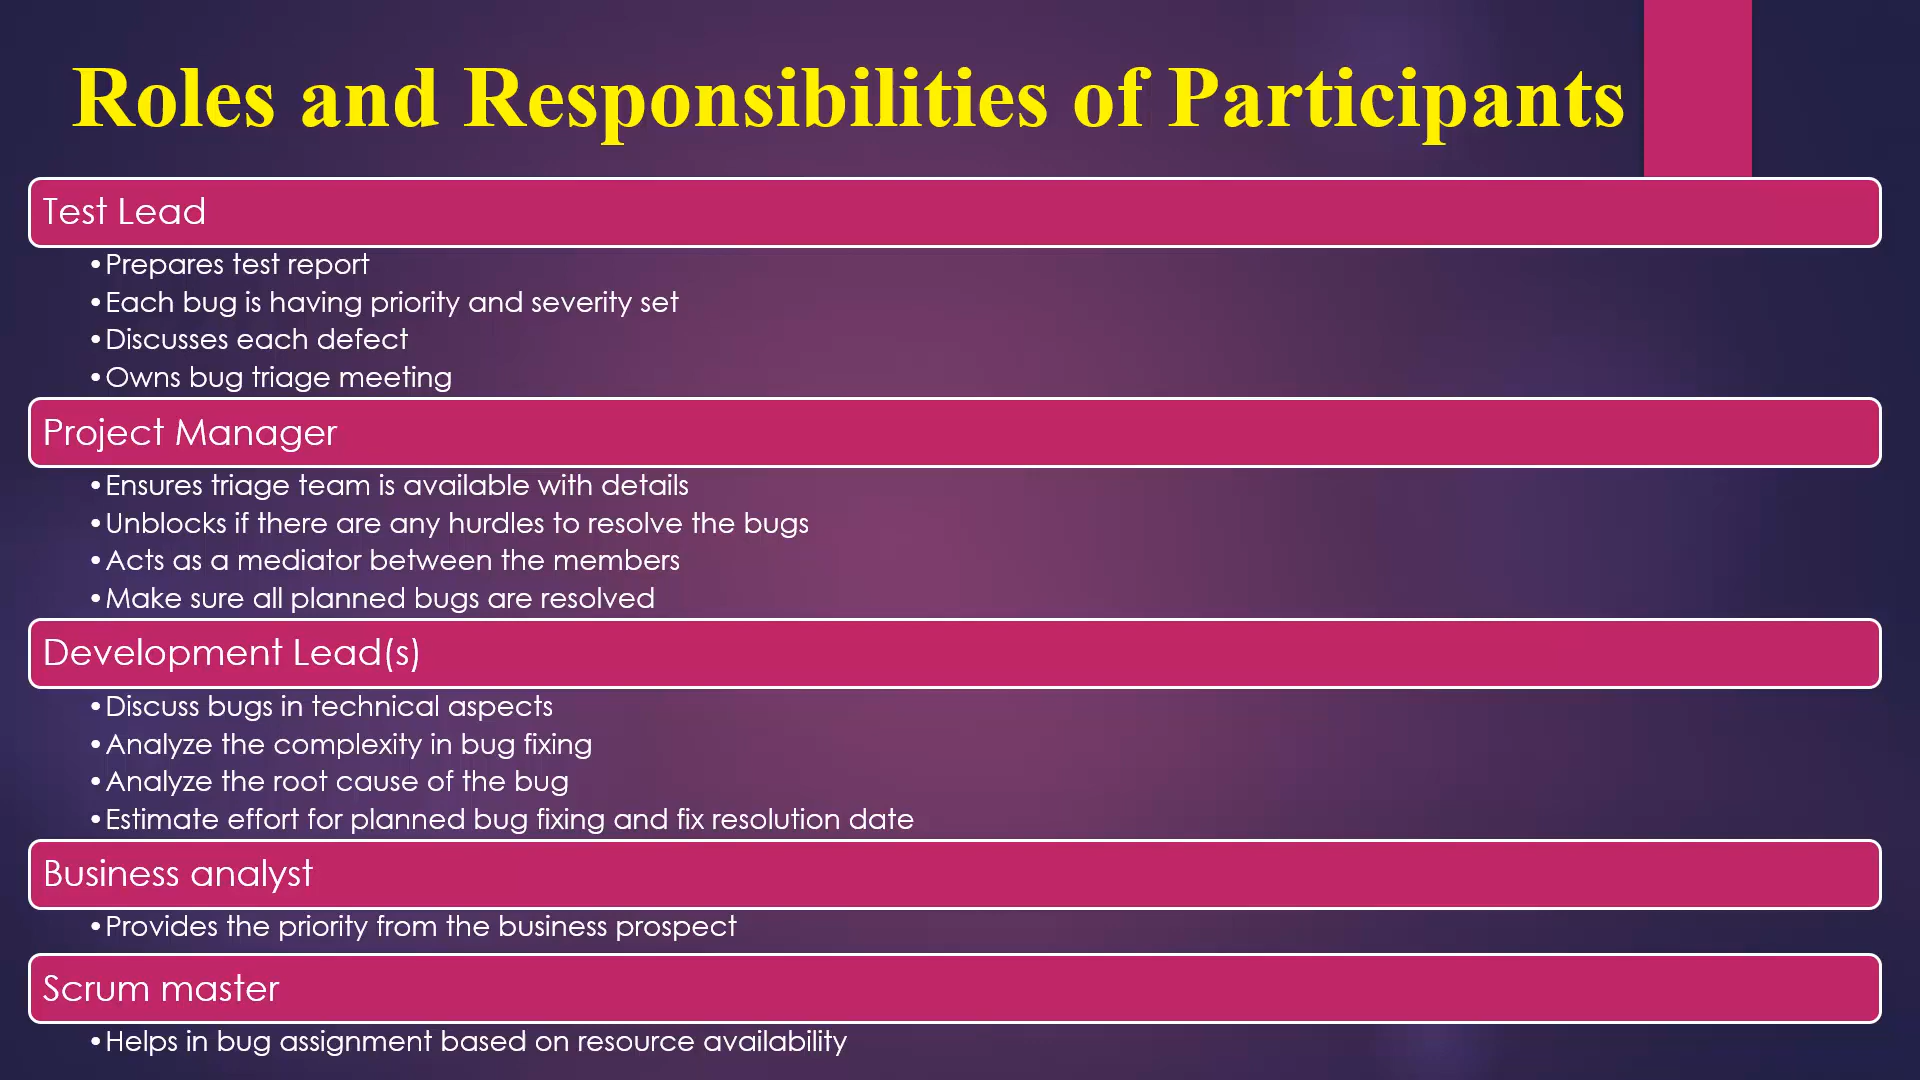 Roles and Responsibilities of Participants
Test Lead
•Prepares test report
•Each bug is having priority and severity set
•Discusses each defect
•Owns bug triage meeting
Project Manager
•Ensures triage team is available with details
•Unblocks if there are any hurdles to resolve the bugs
•Acts as a mediator between the members
•Make sure all planned bugs are resolved
Development Lead(s)
•Discuss bugs in technical aspects
•Analyze the complexity in bug fixing
•Analyze the root cause of the bug
•Estimate effort for planned bug fixing and fix resolution date
Business analyst
•Provides the priority from the business prospect
Scrum master
•Helps in bug assignment based on resource availability